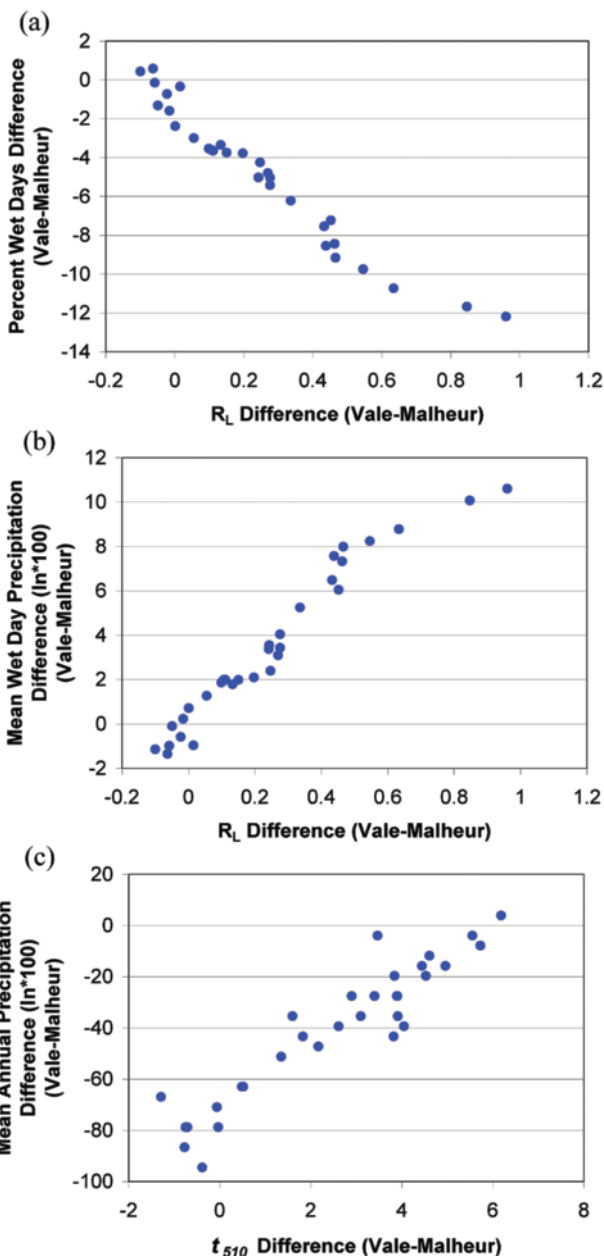 (a)
Percent Wet Days Difference
(Vale-Malheur)
2
0
-2
-4
-6
-8
-10
-12
-14
-0.2 0 0.2 0.4 0.6 0.8 1 1.2
R_L Difference (Vale-Malheur)
(b)
Mean Wet Day Precipitation
Difference (In*100)
(Vale-Malheur)
12
10
8
6
4
2
0
-2
-0.2 0 0.2 0.4 0.6 0.8 1 1.2
R_L Difference (Vale-Malheur)
(c)
Mean Annual Precipitation
Difference (In*100)
(Vale-Malheur)
20
0
-20
-40
-60
-80
-100
-2 0 2 4 6 8
t_510 Difference (Vale-Malheur)